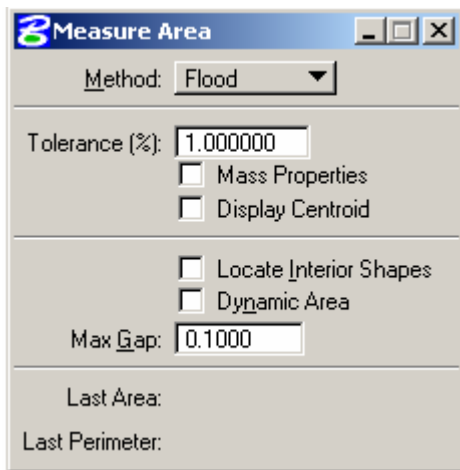 Measure Area
Method: Flood
Tolerance (%): 1.000000
Mass Properties
Display Centroid
Locate Interior Shapes
Dynamic Area
Max Gap: 0.1000
Last Area:
Last Perimeter: